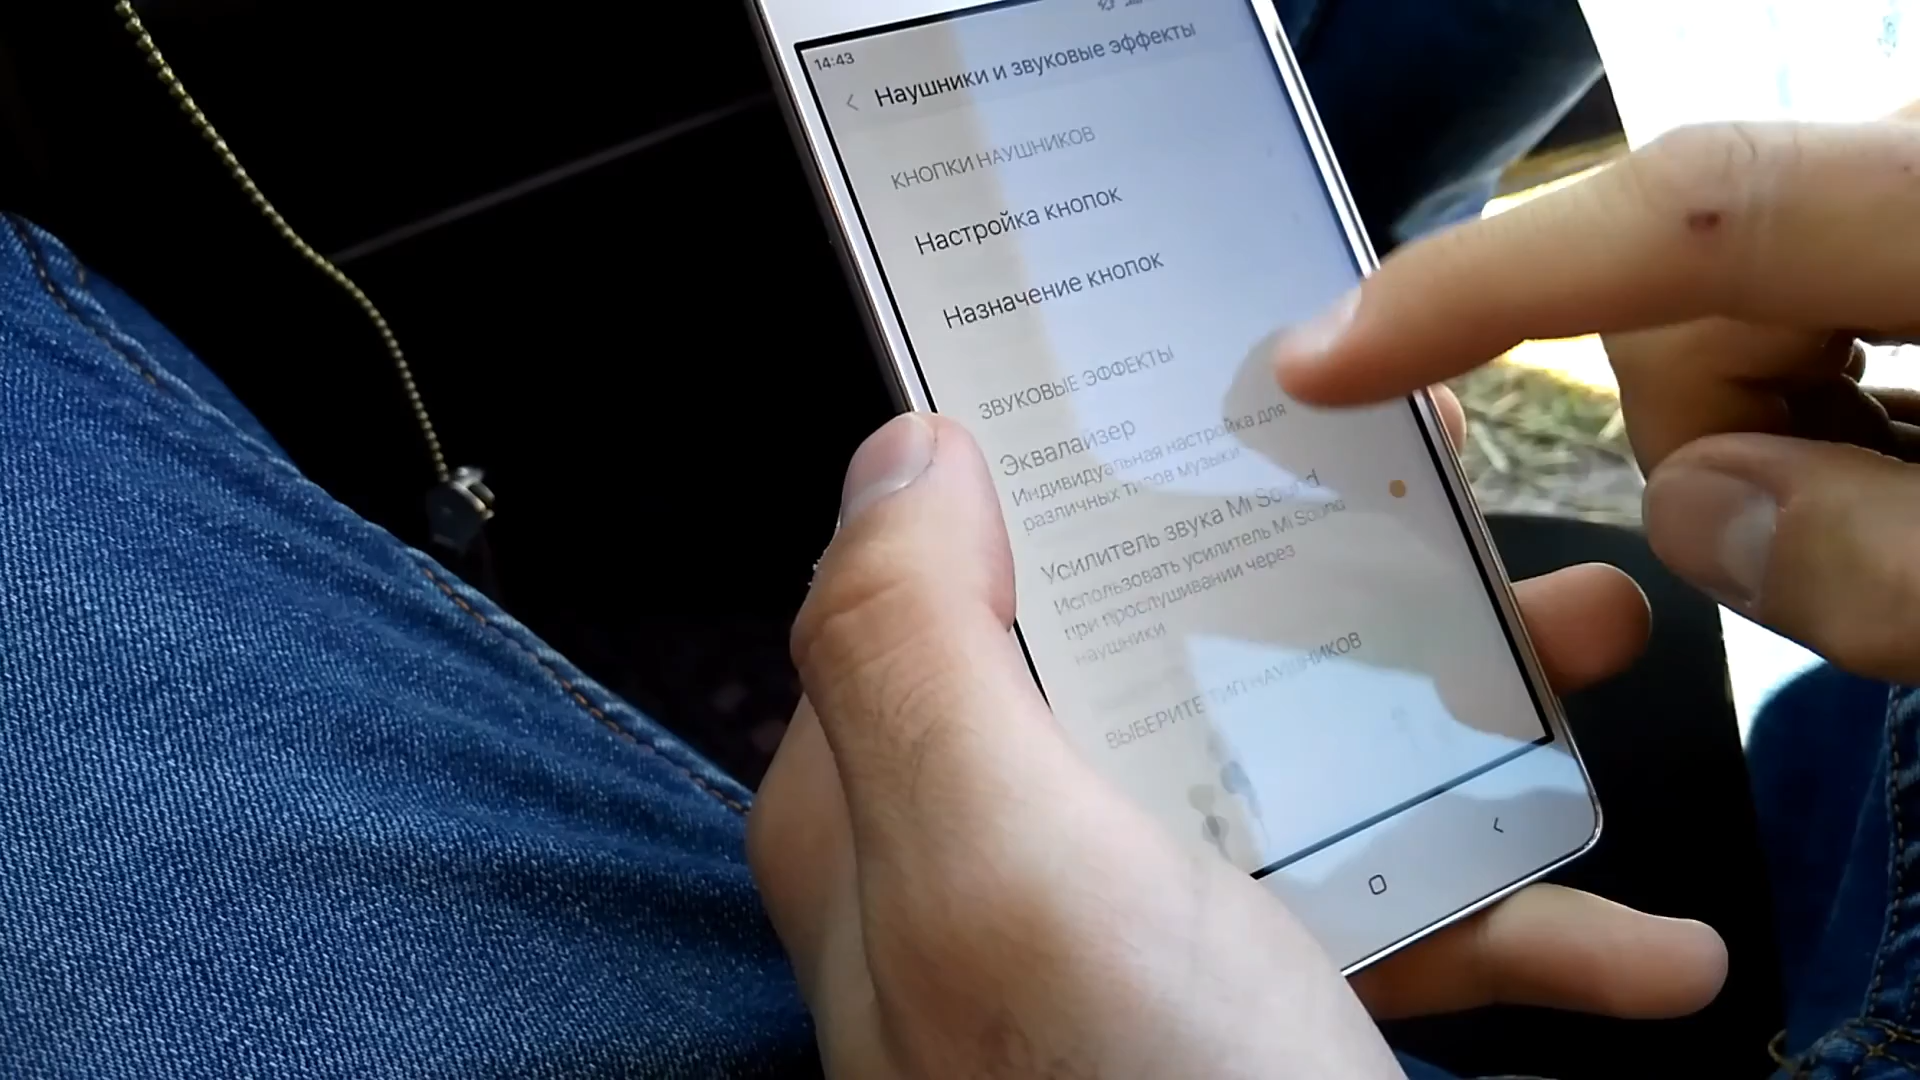 14:43
Наушники и звуковые эффекты
КНОПКИ НАУШНИКОВ
Настройка кнопок
Назначение кнопок
ЗВУКОВЫЕ ЭФФЕКТЫ
Эквалайзер
Индивидуальная настройка для
различных типов музыки
Усилитель звука Mi Sound
Использовать усилитель Mi Sound
при прослушивании через
наушники
ВЫБЕРИТЕ ТИП НАУШНИКОВ